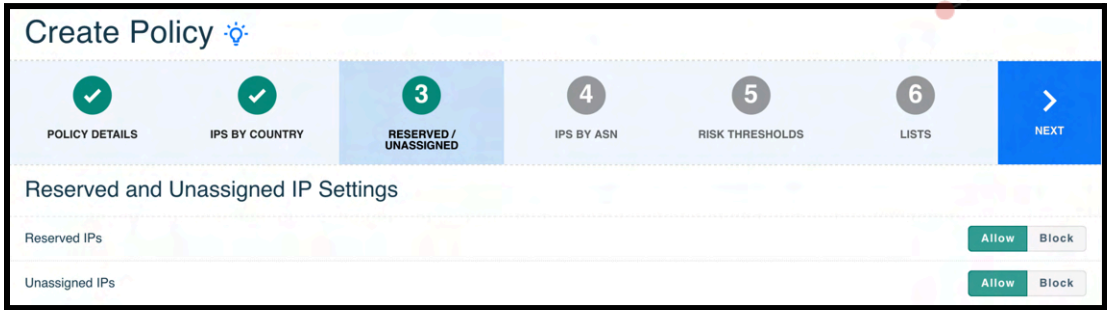 Create Policy
3
4
5
6
POLICY DETAILS
IPS BY COUNTRY
RESERVED /
UNASSIGNED
IPS BY ASN
RISK THRESHOLDS
LISTS
NEXT
Reserved and Unassigned IP Settings
Reserved IPs
Allow Block
Unassigned IPs
Allow Block